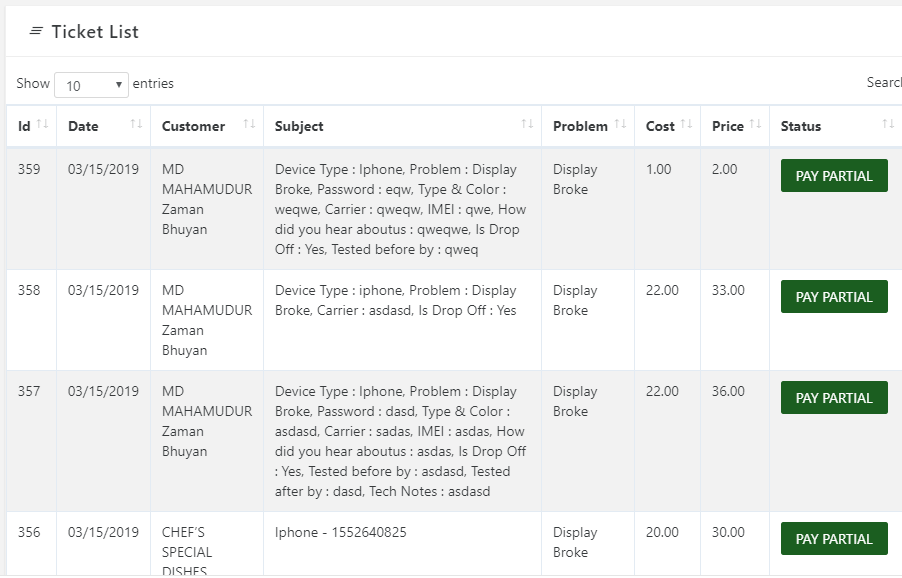 Ticket List
Show 10 entries
Search
Id Date Customer Subject Problem Cost Price Status
359 03/15/2019 MD Device Type : Iphone, Problem : Display Display 1.00 2.00 PAY PARTIAL
MAHAMUDUR Broke, Password : eqw, Type & Color : Broke
Zaman weqwe, Carrier : qweqw, IMEI : qwe, How
Bhuyan did you hear aboutus : qweqwe, Is Drop
Off : Yes, Tested before by : qweq
358 03/15/2019 MD Device Type : iphone, Problem : Display Display 22.00 33.00 PAY PARTIAL
MAHAMUDUR Broke, Carrier : asdasd, Is Drop Off : Yes Broke
Zaman
Bhuyan
357 03/15/2019 MD Device Type : Iphone, Problem : Display Display 22.00 36.00 PAY PARTIAL
MAHAMUDUR Broke, Password : dasd, Type & Color : Broke
Zaman asdasd, Carrier : sadas, IMEI : asdas, How
Bhuyan did you hear aboutus : asdas, Is Drop Off
: Yes, Tested before by : asdasd, Tested
after by : dasd, Tech Notes : asdasd
356 03/15/2019 CHEF'S Iphone - 1552640825 Display 20.00 30.00 PAY PARTIAL
SPECIAL Broke
DISHES